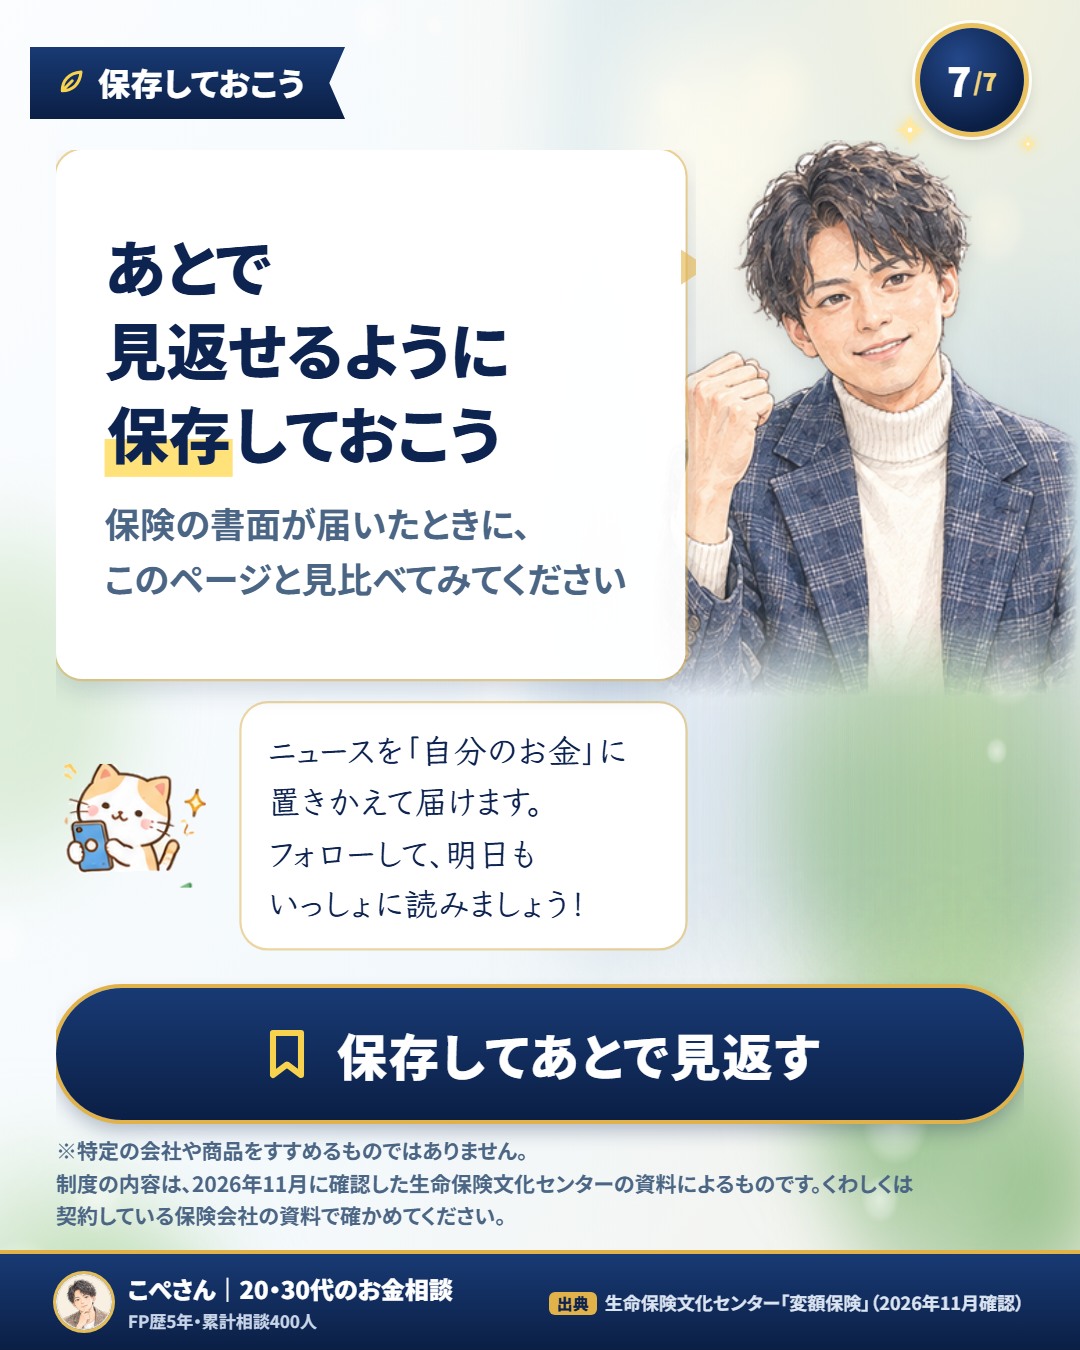 保存しておこう
7/7
あとで
見返せるように
保存しておこう
保険の書面が届いたときに、
このページと見比べてみてください
ニュースを「自分のお金」に
置きかえて届けます。
フォローして、明日も
いっしょに読みましょう!
保存してあとで見返す
※特定の会社や商品をすすめるものではありません。
制度の内容は、2026年11月に確認した生命保険文化センターの資料によるものです。くわしくは
契約している保険会社の資料で確かめてください。
こぺさん｜20・30代のお金相談
FP歴5年・累計相談400人
出典 生命保険文化センター「変額保険」（2026年11月確認）